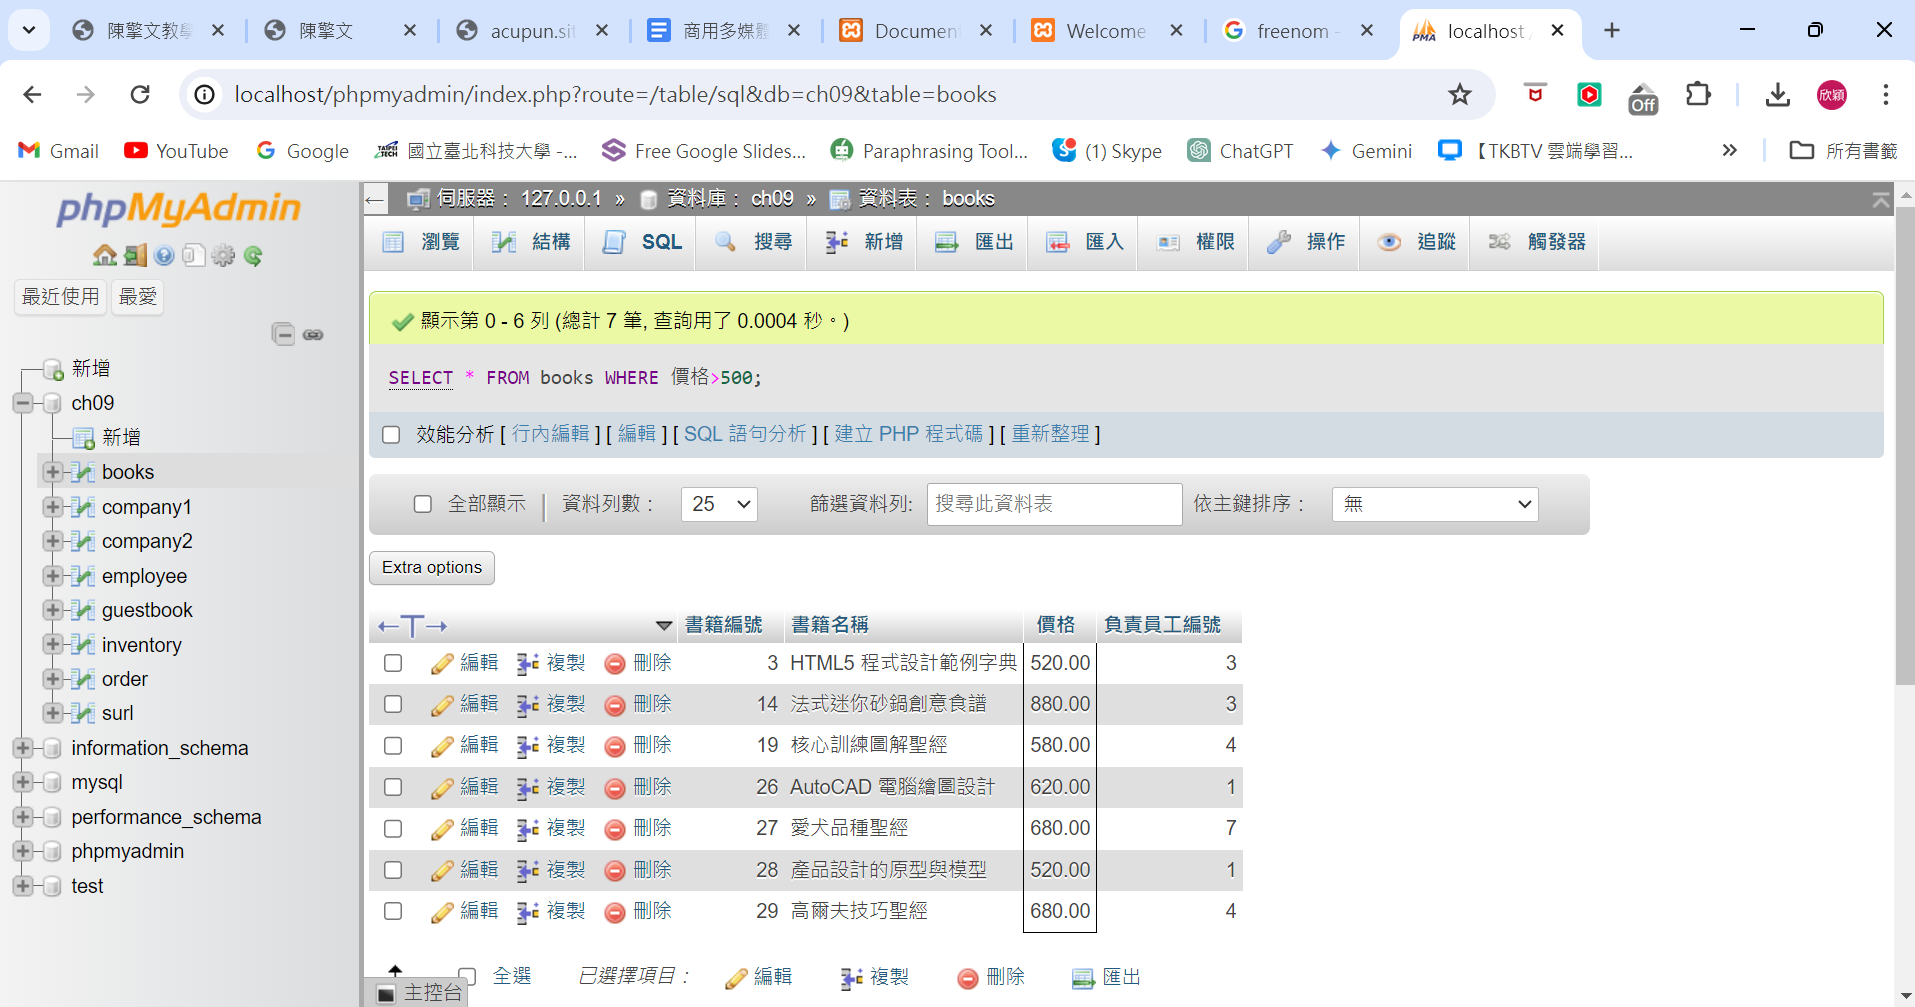 陳擎文教學
陳擎文
acupun.sit
商用多媒體
Document
Welcome
freenom -
PMA
localhost /
localhost/phpmyadmin/index.php?route=/table/sql&db=ch09&table=books
Off
欣穎
Gmail
YouTube
Google
TAIPEI TECH
國立臺北科技大學 -...
Free Google Slides...
Paraphrasing Tool...
(1) Skype
ChatGPT
Gemini
【TKBTV 雲端學習...
»
所有書籤
phpMyAdmin
最近使用
最愛
新增
ch09
新增
books
company1
company2
employee
guestbook
inventory
order
surl
information_schema
mysql
performance_schema
phpmyadmin
test
伺服器： 127.0.0.1 » 資料庫： ch09 » 資料表： books
瀏覽 結構 SQL 搜尋 新增 匯出 匯入 權限 操作 追蹤 觸發器
顯示第 0 - 6 列 (總計 7 筆, 查詢用了 0.0004 秒。)
SELECT * FROM books WHERE 價格>500;
效能分析 [ 行內編輯 ] [ 編輯 ] [ SQL 語句分析 ] [ 建立 PHP 程式碼 ] [ 重新整理 ]
全部顯示 資料列數： 25 篩選資料列: 搜尋此資料表 依主鍵排序： 無
Extra options
←T→ 書籍編號 書籍名稱 價格 負責員工編號
編輯 複製 刪除 3 HTML5 程式設計範例字典 520.00 3
編輯 複製 刪除 14 法式迷你砂鍋創意食譜 880.00 3
編輯 複製 刪除 19 核心訓練圖解聖經 580.00 4
編輯 複製 刪除 26 AutoCAD 電腦繪圖設計 620.00 1
編輯 複製 刪除 27 愛犬品種聖經 680.00 7
編輯 複製 刪除 28 產品設計的原型與模型 520.00 1
編輯 複製 刪除 29 高爾夫技巧聖經 680.00 4
全選 已選擇項目： 編輯 複製 刪除 匯出
主控台